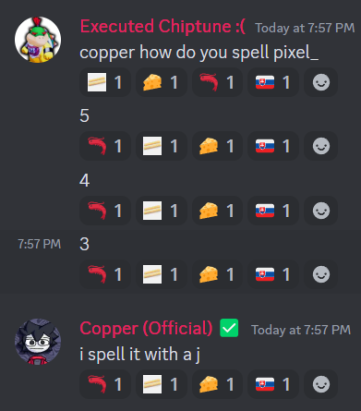 Executed Chiptune :( Today at 7:57 PM
copper how do you spell pixel_
1 1 1 1
5
1 1 1 1
4
1 1 1 1
7:57 PM 3
1 1 1 1
Copper (Official) Today at 7:57 PM
i spell it with a j
1 1 1 1